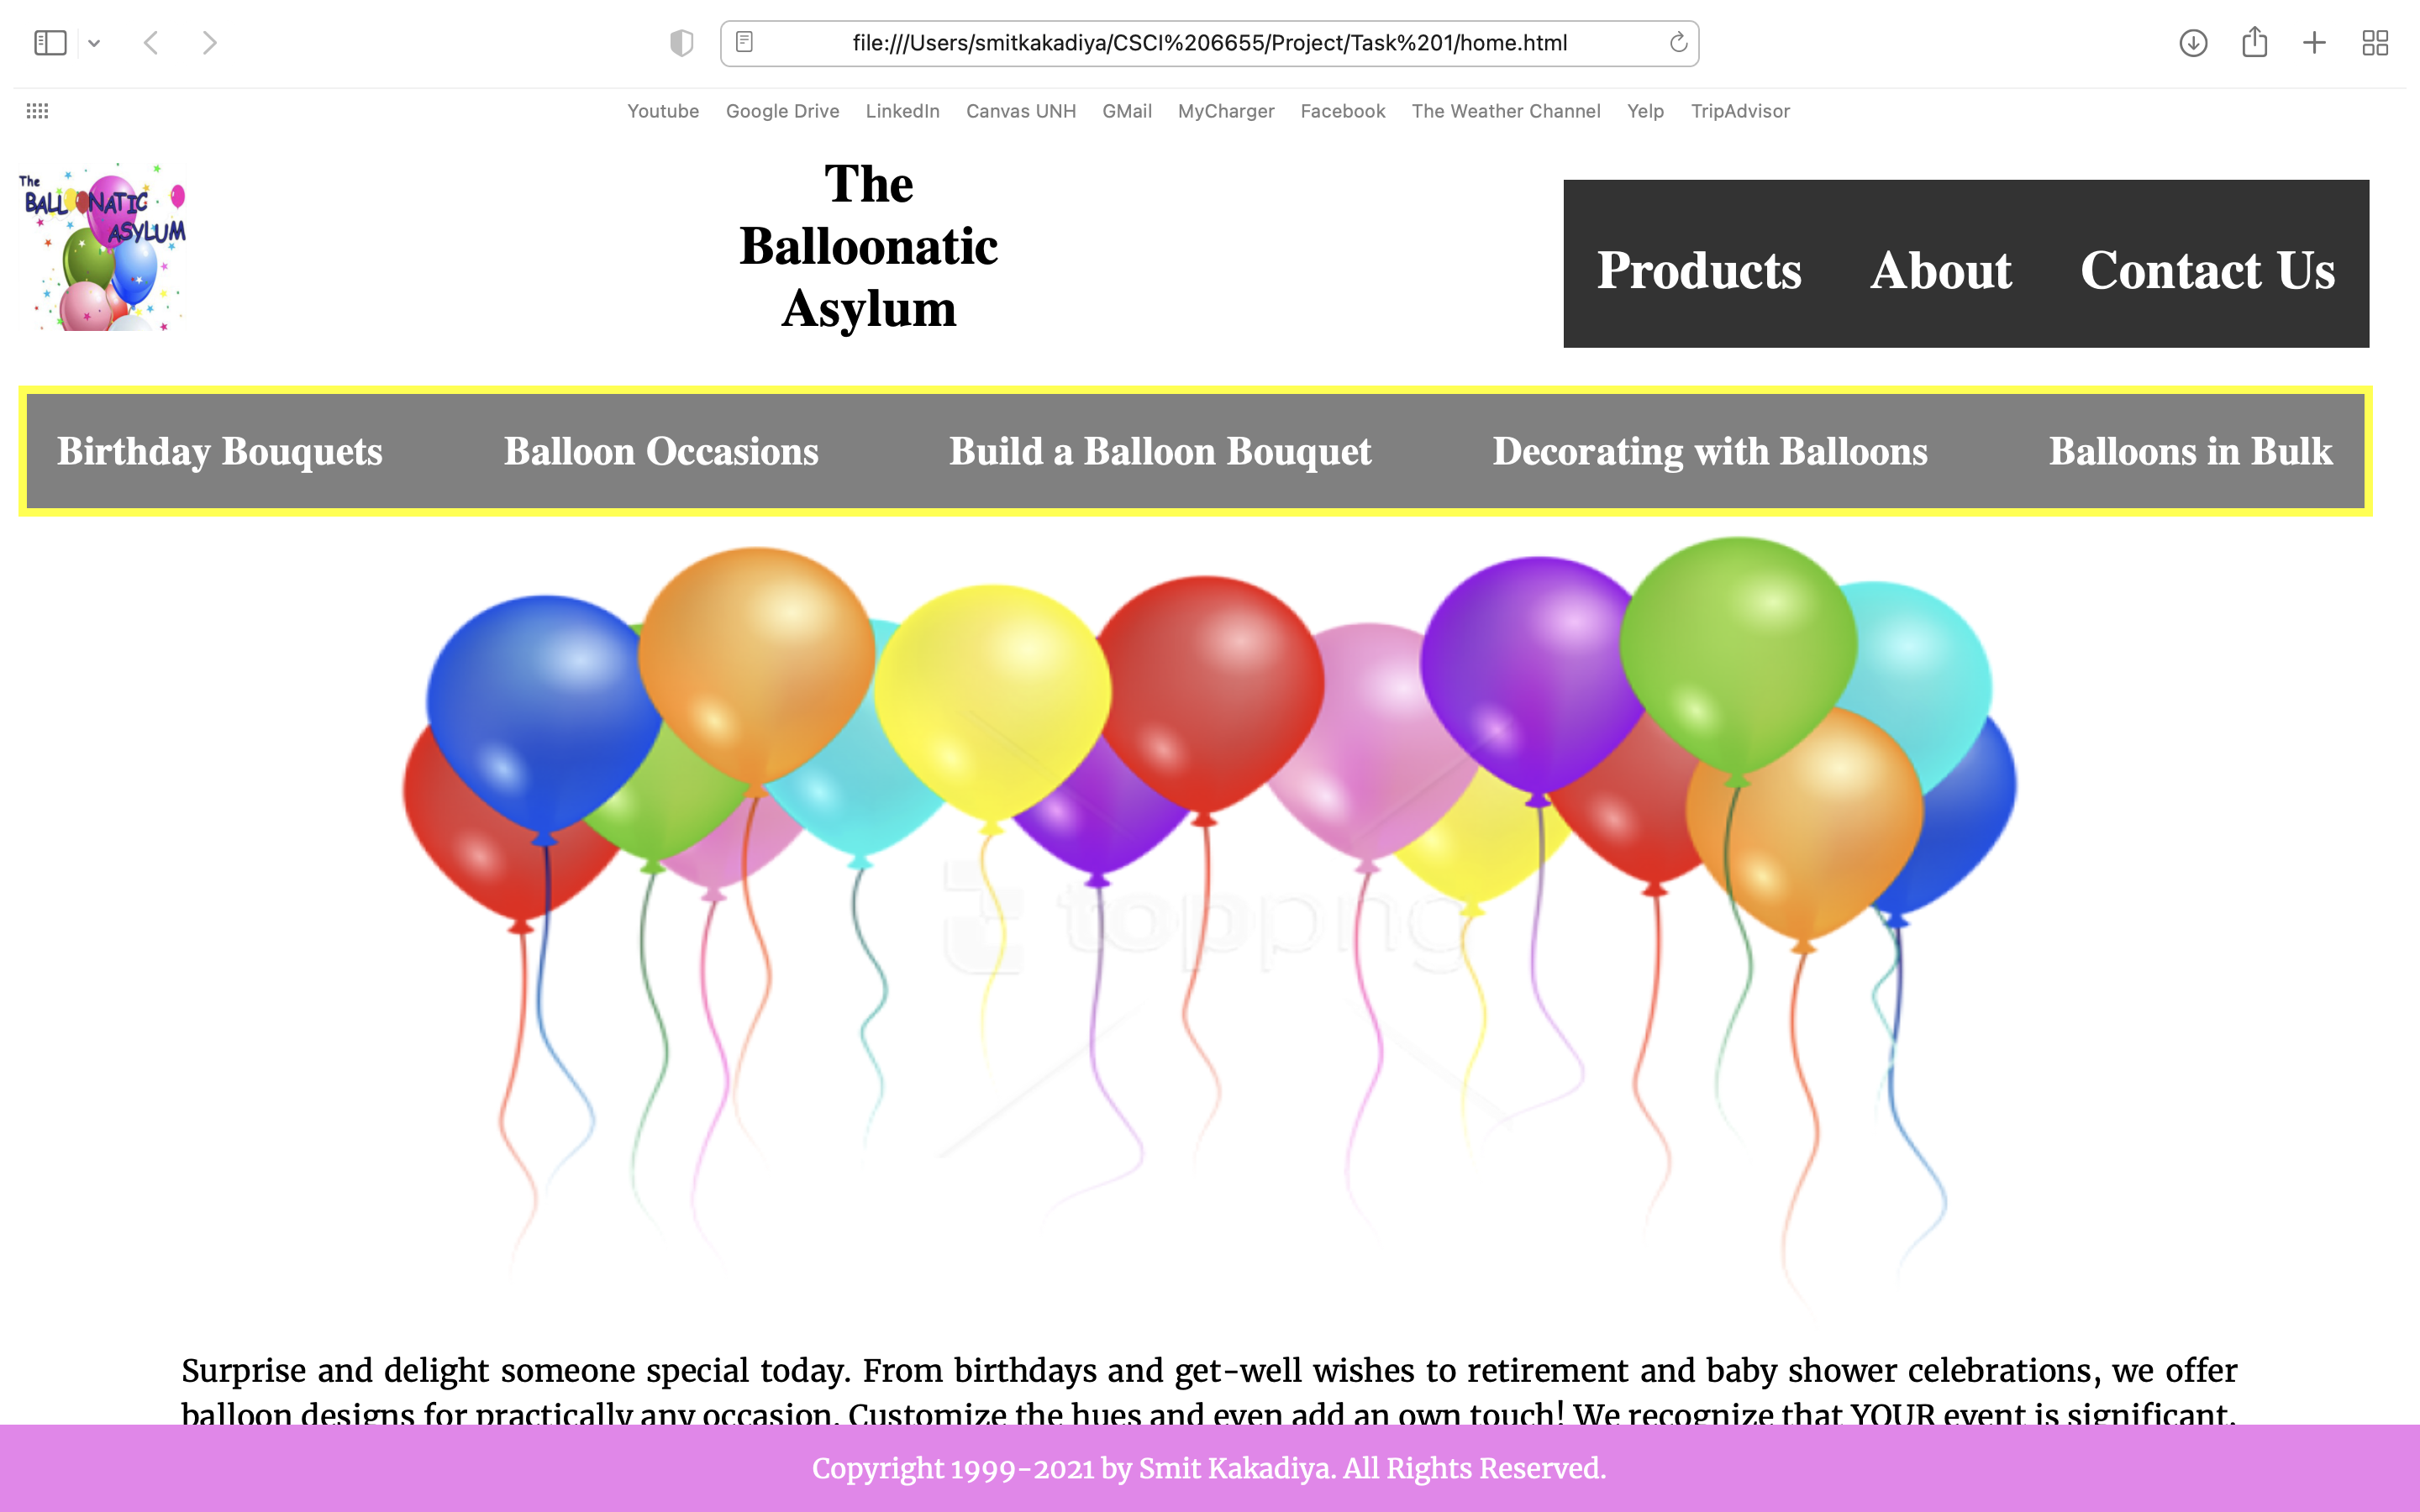 file:///Users/smitkakadiya/CSCI%206655/Project/Task%201/home.html
Youtube Google Drive LinkedIn Canvas UNH GMail MyCharger Facebook The Weather Channel Yelp TripAdvisor
The
BALLOONATIC
ASYLUM
The
Balloonatic
Asylum
Products About Contact Us
Birthday Bouquets Balloon Occasions Build a Balloon Bouquet Decorating with Balloons Balloons in Bulk
toppng
Surprise and delight someone special today. From birthdays and get-well wishes to retirement and baby shower celebrations, we offer
balloon designs for practically any occasion. Customize the hues and even add an own touch! We recognize that YOUR event is significant.
Copyright 1999-2021 by Smit Kakadiya. All Rights Reserved.